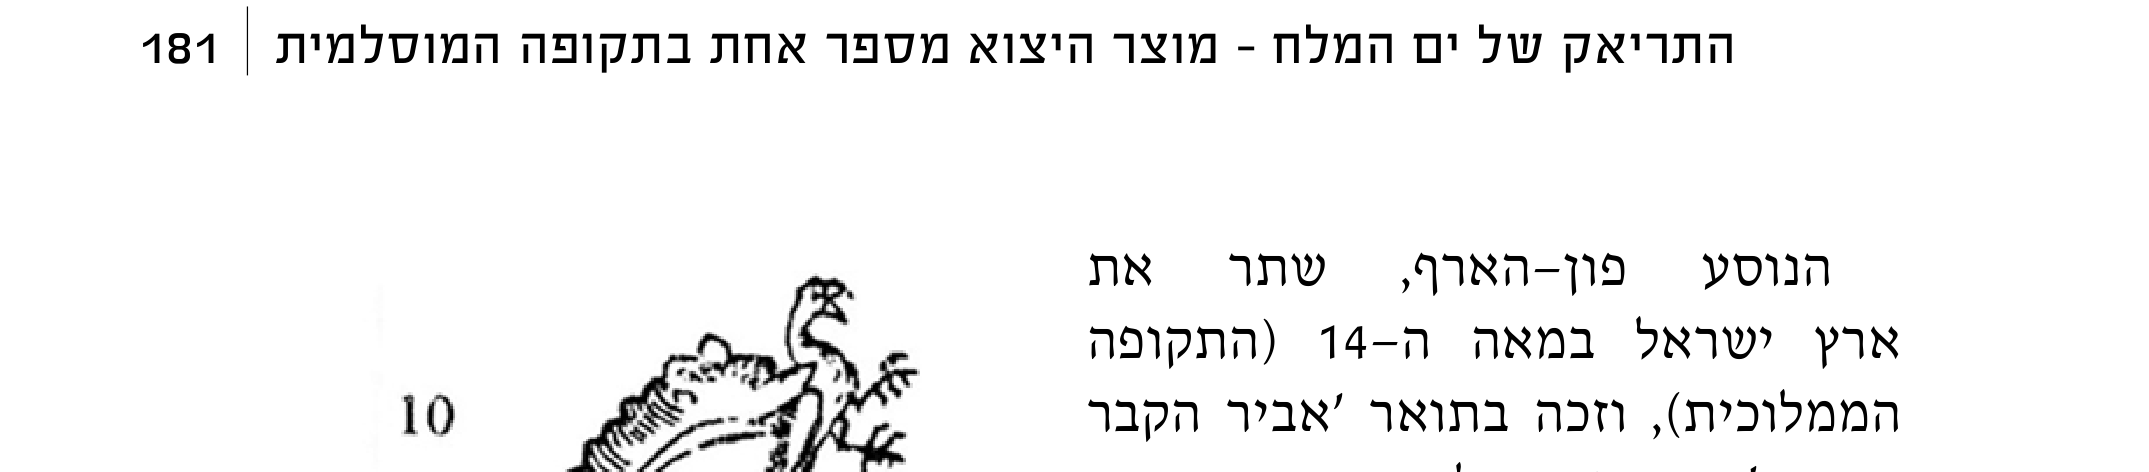 התריאק של ים המלח - מוצר היצוא מספר אחת בתקופה המוסלמית | 181
הנוסע פון–הארף, שתר את
ארץ ישראל במאה ה–14 (התקופה
הממלוכית), וזכה בתואר 'אביר הקבר
10